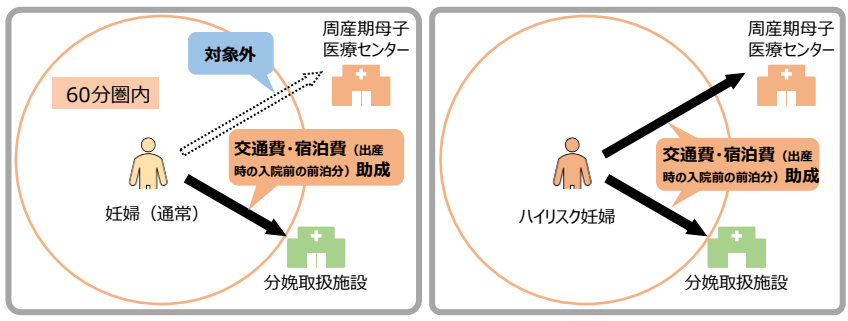 周産期母子
医療センター
対象外
60分圏内
交通費・宿泊費（出産
時の入院前の前泊分）助成
妊婦（通常）
分娩取扱施設
周産期母子
医療センター
交通費・宿泊費（出産
時の入院前の前泊分）助成
ハイリスク妊婦
分娩取扱施設